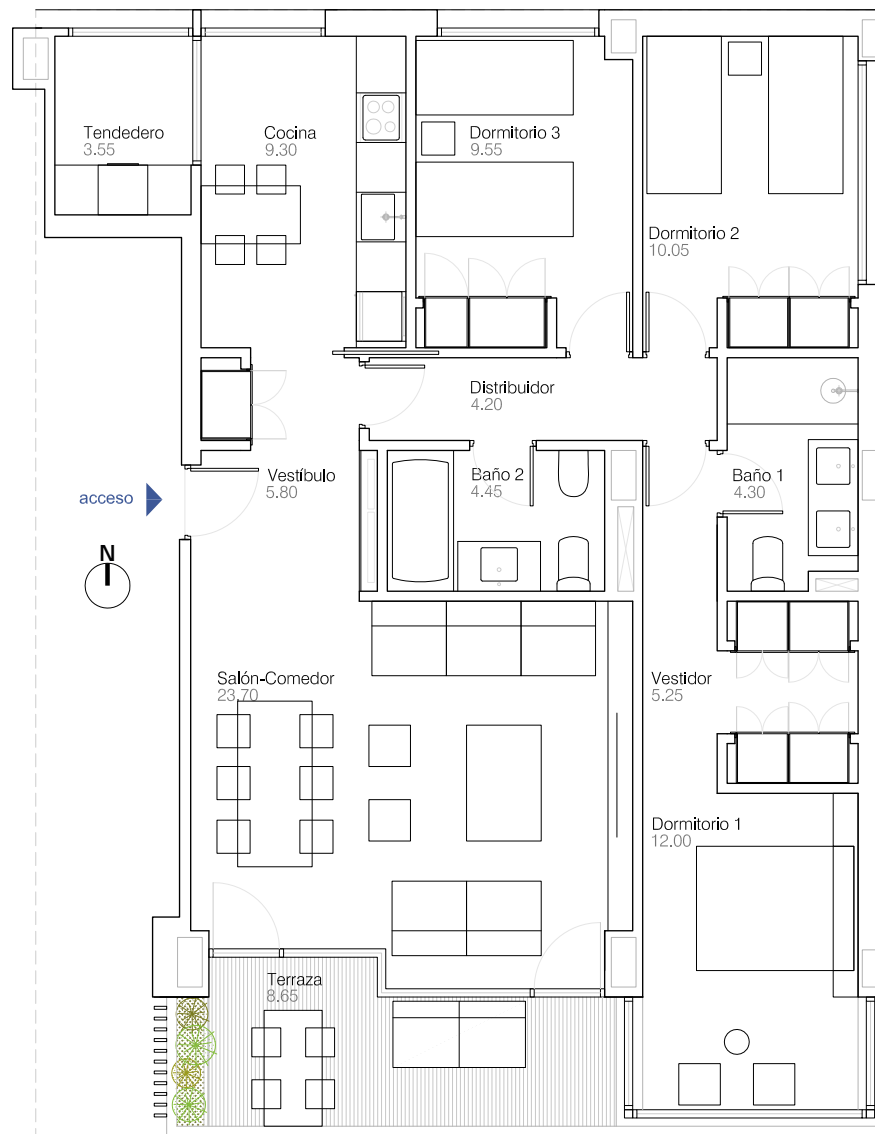 Tendedero
3.55
Cocina
9.30
Dormitorio 3
9.55
Dormitorio 2
10.05
Distribuidor
4.20
Vestíbulo
5.80
Baño 2
4.45
Baño 1
4.30
acceso
N
Salón-Comedor
23.70
Vestidor
5.25
Dormitorio 1
12.00
Terraza
8.65